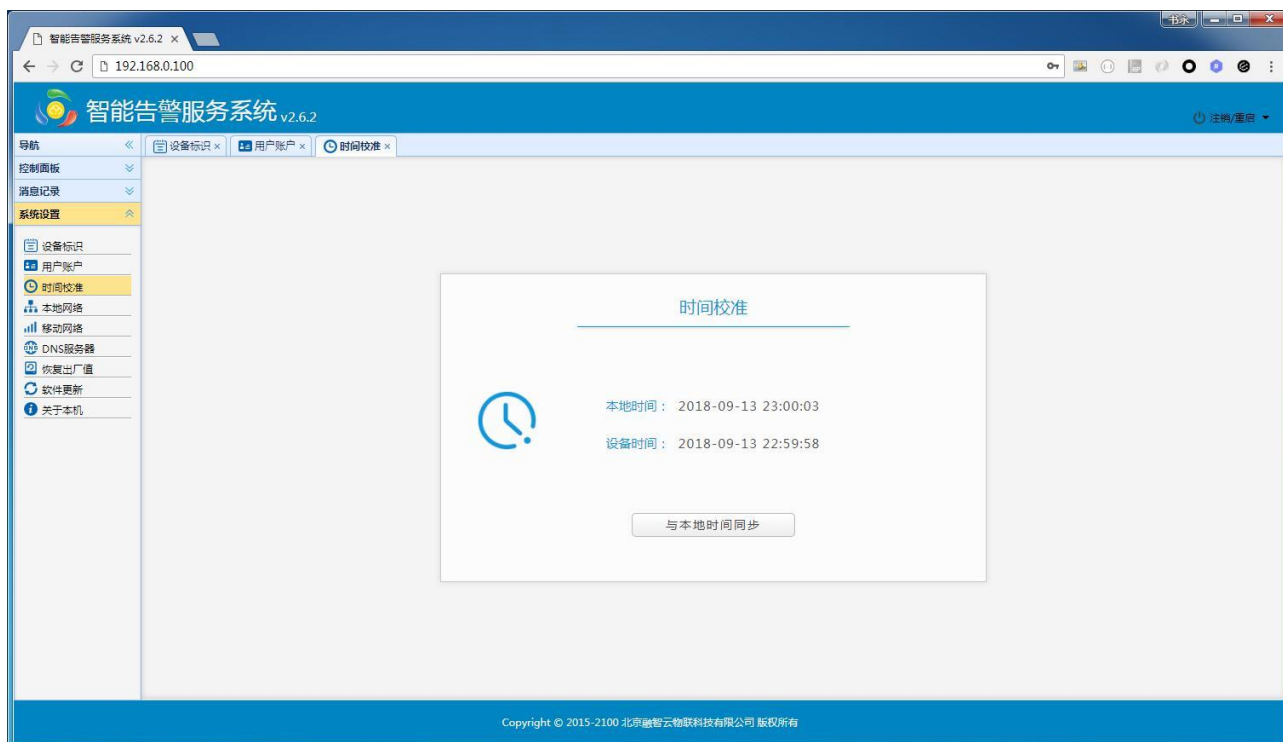 书永
智能告警服务系统 v2.6.2
192.168.0.100
智能告警服务系统 v2.6.2
注销/重启
导航
设备标识
用户账户
时间校准
控制面板
消息记录
系统设置
设备标识
用户账户
时间校准
本地网络
移动网络
DNS服务器
恢复出厂值
软件更新
关于本机
时间校准
本地时间： 2018-09-13 23:00:03
设备时间： 2018-09-13 22:59:58
与本地时间同步
Copyright © 2015-2100 北京融智云物联科技有限公司 版权所有